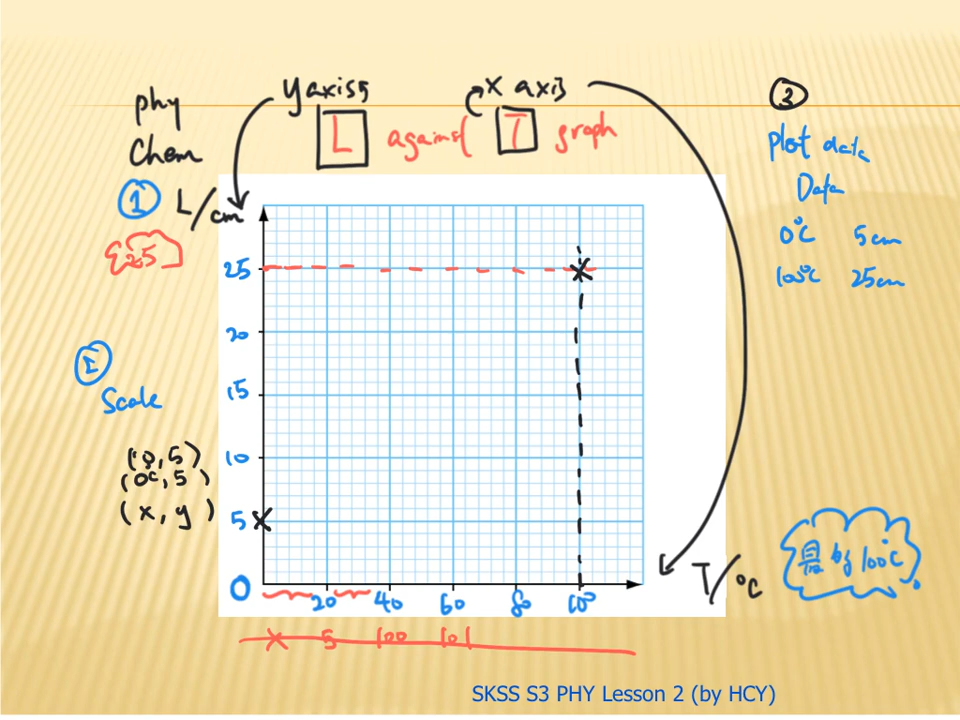 phy
Chem
y axis
x axis
L against T graph
① L/cm
25
② Scale
(0,5)
(0°C,5)
(x,y)
25
20
15
10
5
0
20 40 60 80 100
5 100 101
T/°C
plot data
Data
0°C 5cm
100°C 25cm
100°C
SKSS S3 PHY Lesson 2 (by HCY)